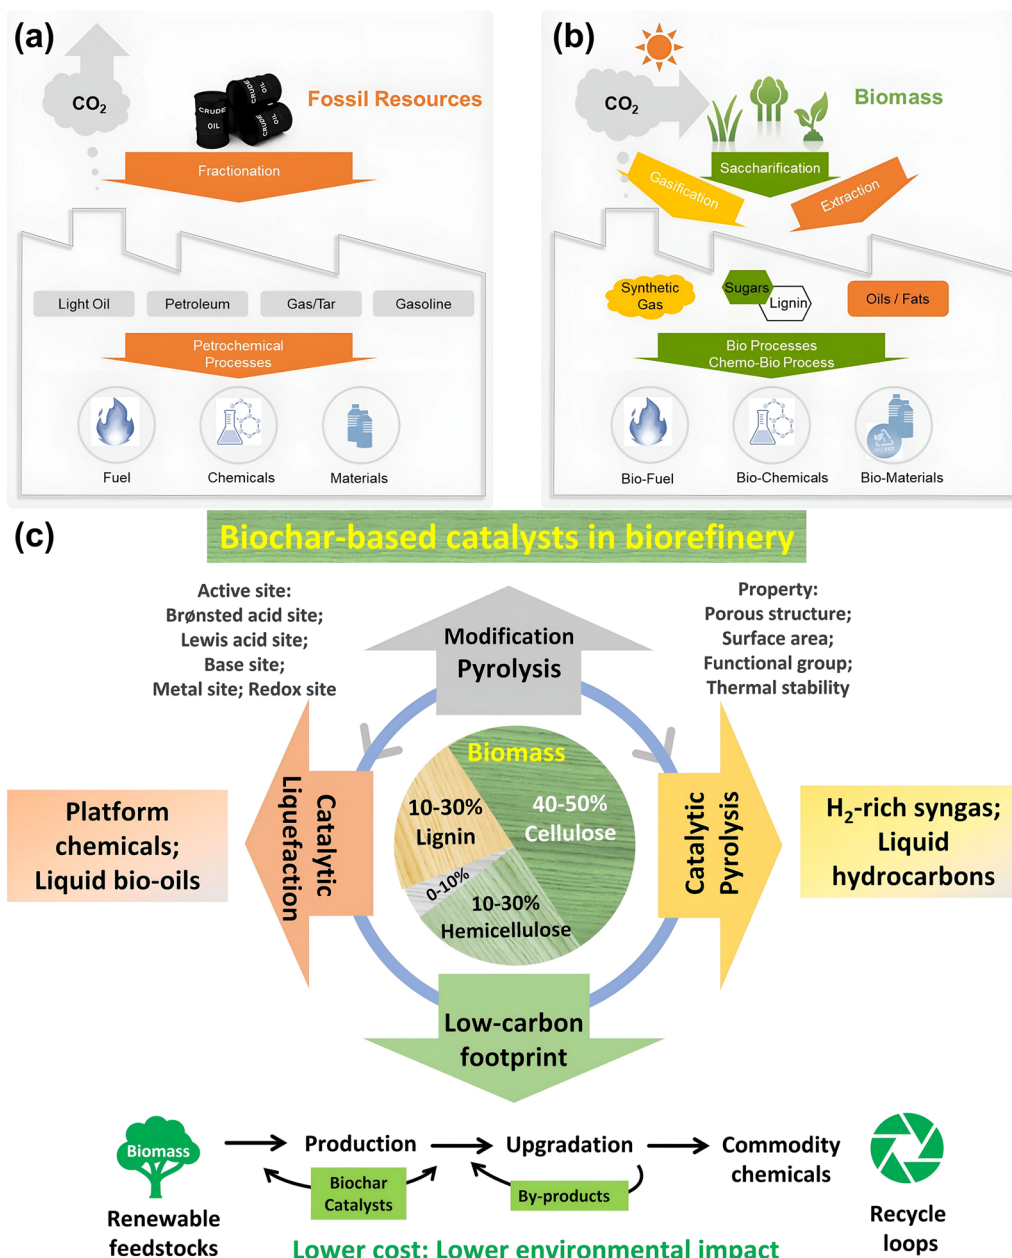 (a)
CO₂
CRUDE
OIL
CRUDE
OIL
CRUDE
OIL
Fossil Resources
Fractionation
Light Oil
Petroleum
Gas/Tar
Gasoline
Petrochemical
Processes
Fuel
Chemicals
Materials
(b)
CO₂
Biomass
Gasification
Saccharification
Extraction
Synthetic
Gas
Sugars
Lignin
Oils / Fats
Bio Processes
Chemo-Bio Process
Bio-Fuel
Bio-Chemicals
Bio-Materials
(c)
Biochar-based catalysts in biorefinery
Active site:
Brønsted acid site;
Lewis acid site;
Base site;
Metal site; Redox site
Modification
Pyrolysis
Property:
Porous structure;
Surface area;
Functional group;
Thermal stability
Platform
chemicals;
Liquid bio-oils
Catalytic
Liquefaction
Biomass
10-30%
Lignin
40-50%
Cellulose
0-10%
10-30%
Hemicellulose
Catalytic
Pyrolysis
H₂-rich syngas;
Liquid
hydrocarbons
Low-carbon
footprint
Biomass
Renewable
feedstocks
Production
Biochar
Catalysts
Upgradation
By-products
Commodity
chemicals
Recycle
loops
Lower cost; Lower environmental impact